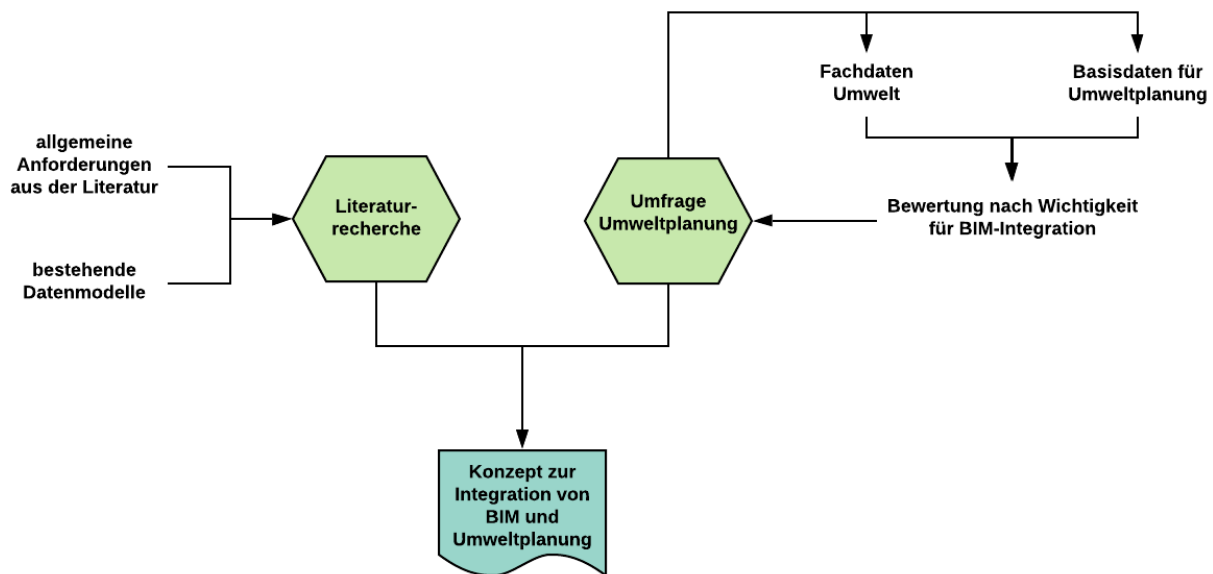 allgemeine
Anforderungen
aus der Literatur
bestehende
Datenmodelle
Literatur-
recherche
Umfrage
Umweltplanung
Fachdaten
Umwelt
Basisdaten für
Umweltplanung
Bewertung nach Wichtigkeit
für BIM-Integration
Konzept zur
Integration von
BIM und
Umweltplanung